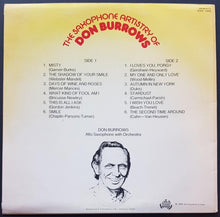 THE SAXOPHONE ARTISTRY OF
DON BURROWS
SIDE 1
1. MISTY
(Garner-Burke)
2. THE SHADOW OF YOUR SMILE
(Webster-Mandel)
3. DAYS OF WINE AND ROSES
(Mercer-Mancini)
4. WHAT KIND OF FOOL AM I
(Bricusse-Newley)
5. THIS IS ALL I ASK
(Gordon Jenkins)
6. SMILE
(Chaplin-Parsons-Turner)
SIDE 2
1. I LOVES YOU, PORGY
(Gershwin-Heyward)
2. MY ONE AND ONLY LOVE
(Wood-Mellin)
3. AUTUMN IN NEW YORK
(Duke)
4. STARDUST
(Carmichael-Parish)
5. I WISH YOU LOVE
(Beach-Trenet)
6. THE SECOND TIME AROUND
(Cahn-Van Heusen)
DON BURROWS
Alto Saxophone with Orchestra